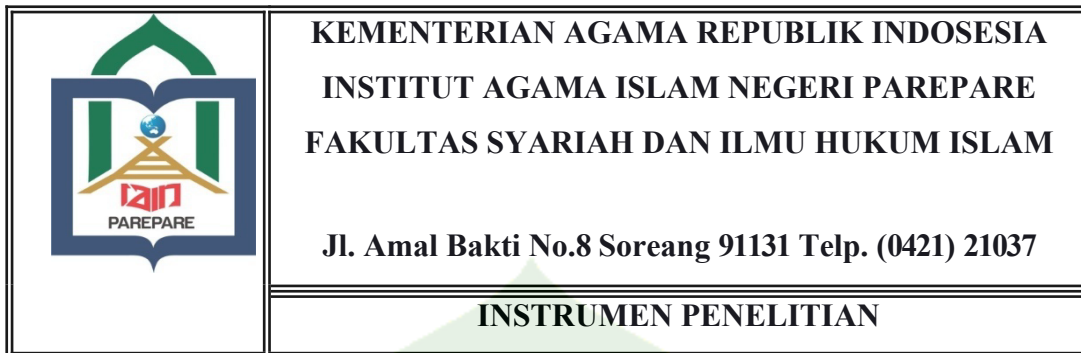 KEMENTERIAN AGAMA REPUBLIK INDOSESIA
INSTITUT AGAMA ISLAM NEGERI PAREPARE
FAKULTAS SYARIAH DAN ILMU HUKUM ISLAM
iain
PAREPARE
Jl. Amal Bakti No.8 Soreang 91131 Telp. (0421) 21037
INSTRUMEN PENELITIAN